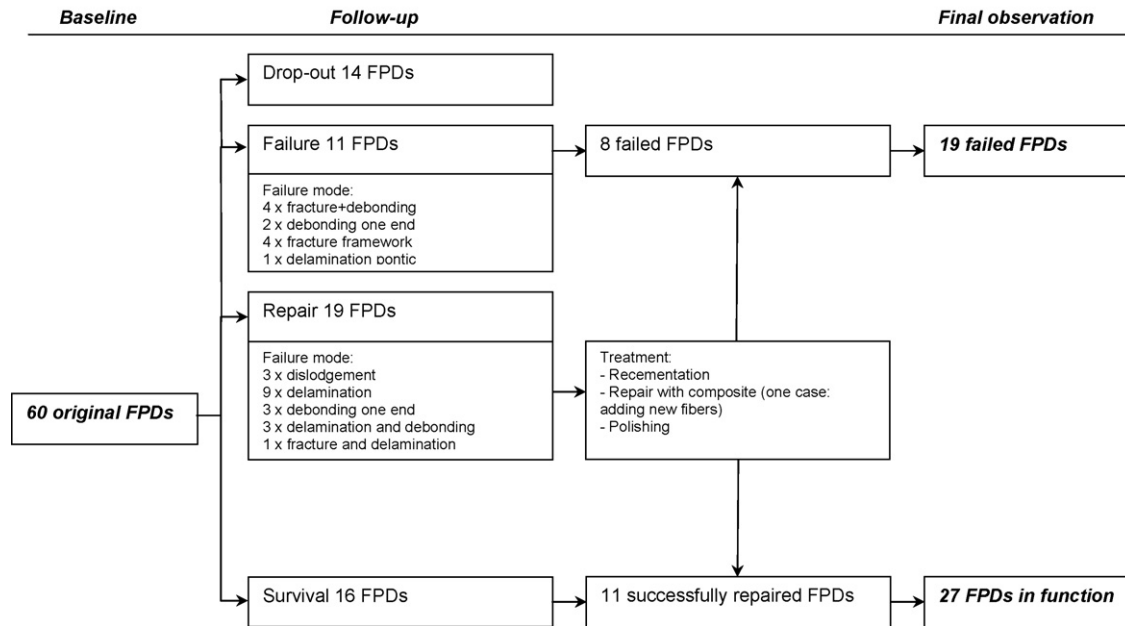 Baseline
Follow-up
Final observation
Drop-out 14 FPDs
Failure 11 FPDs
8 failed FPDs
19 failed FPDs
Failure mode:
4 x fracture+debonding
2 x debonding one end
4 x fracture framework
1 x delamination pontic
Repair 19 FPDs
Failure mode:
3 x dislodgement
9 x delamination
3 x debonding one end
3 x delamination and debonding
1 x fracture and delamination
Treatment:
- Recementation
- Repair with composite (one case:
adding new fibers)
- Polishing
60 original FPDs
Survival 16 FPDs
11 successfully repaired FPDs
27 FPDs in function